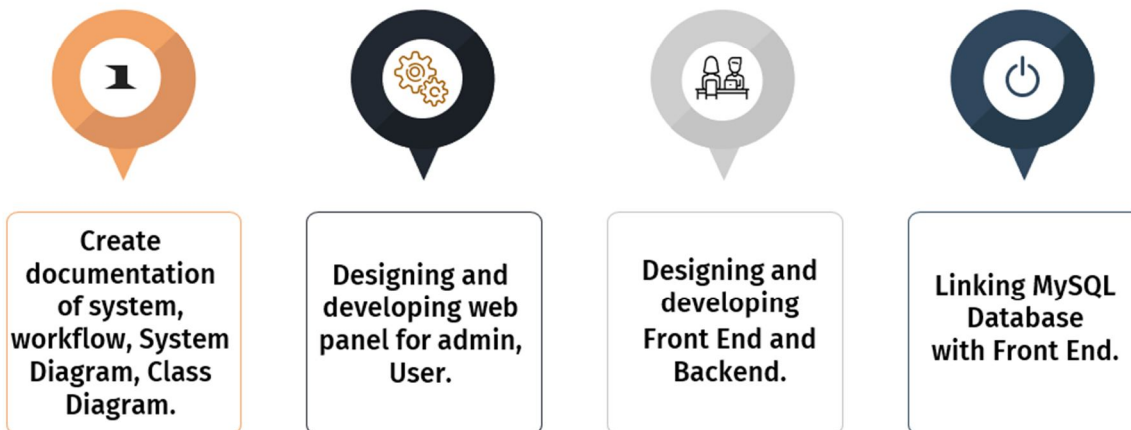 1
Create
documentation
of system,
workflow, System
Diagram, Class
Diagram.
Designing and
developing web
panel for admin,
User.
Designing and
developing
Front End and
Backend.
Linking MySQL
Database
with Front End.